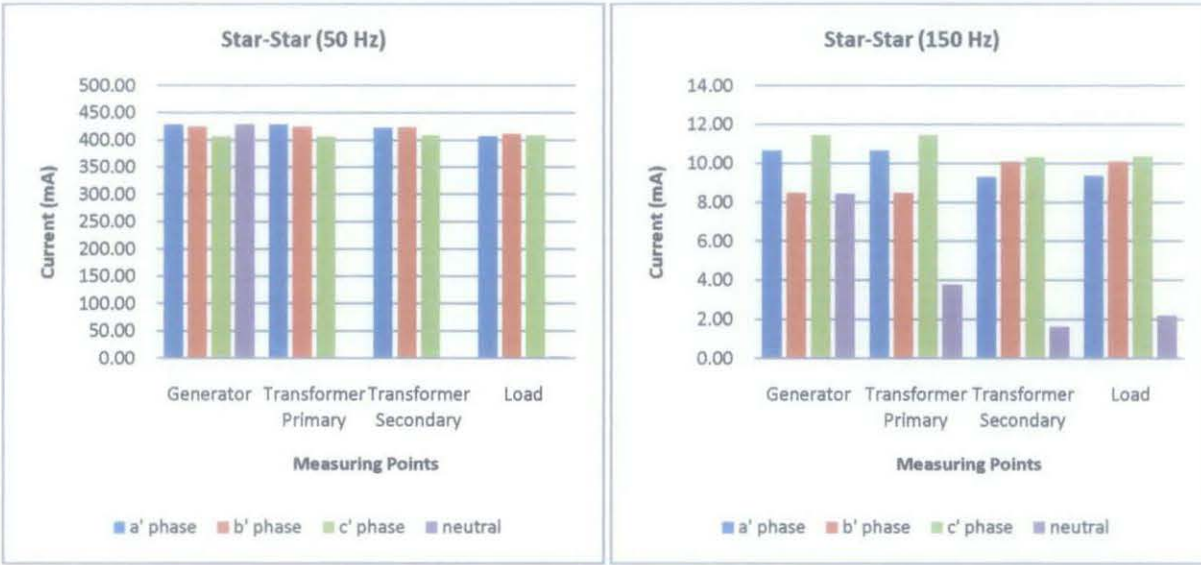 Star-Star (50 Hz)
500.00
450.00
400.00
350.00
300.00
250.00
200.00
150.00
100.00
50.00
0.00
Current (mA)
Generator
Transformer Primary
Transformer Secondary
Load
Measuring Points
a' phase b' phase c' phase neutral
Star-Star (150 Hz)
14.00
12.00
10.00
8.00
6.00
4.00
2.00
0.00
Current (mA)
Generator
Transformer Primary
Transformer Secondary
Load
Measuring Points
a' phase b' phase c' phase neutral